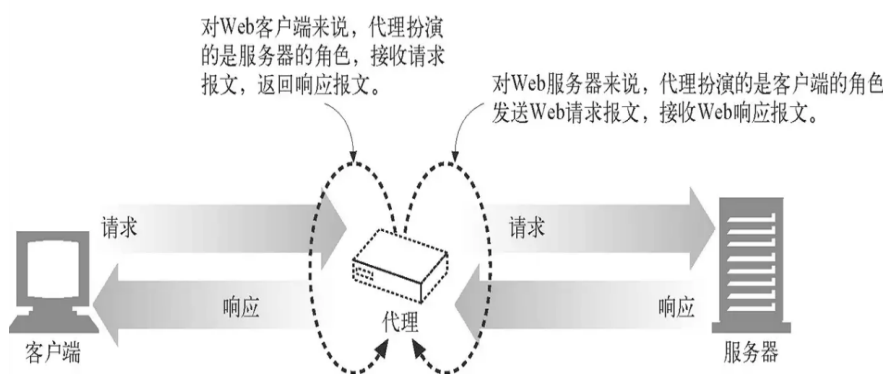 对Web客户端来说，代理扮演
的是服务器的角色，接收请求
报文，返回响应报文。
对Web服务器来说，代理扮演的是客户端的角色
发送Web请求报文，接收Web响应报文。
请求
请求
响应
响应
代理
客户端
服务器